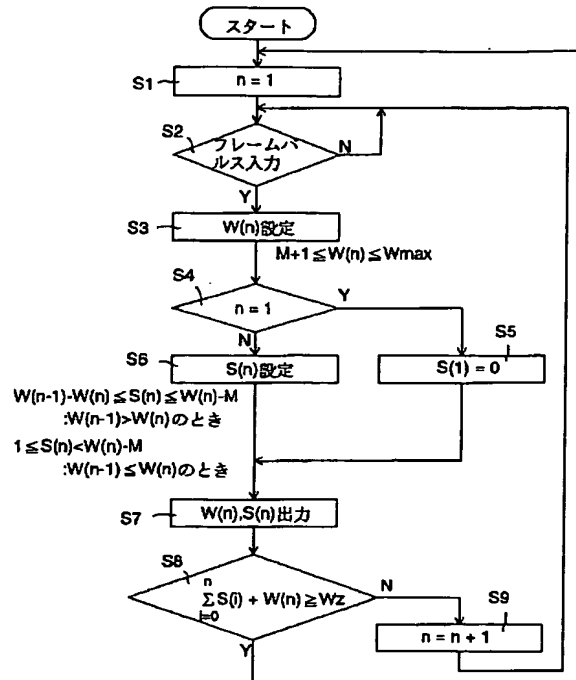 スタート
S1
n = 1
S2
フレームパ
ルス入力
N
Y
S3
W(n)設定
M+1≦W(n)≦Wmax
S4
n = 1
Y
N
S5
S(1) = 0
S6
S(n)設定
W(n-1)-W(n)≦S(n)≦W(n)-M
:W(n-1)>W(n)のとき
1≦S(n)<W(n)-M
:W(n-1)≦W(n)のとき
S7
W(n),S(n)出力
S8
n
∑S(i) + W(n)≧Wz
i=0
N
Y
S9
n = n + 1